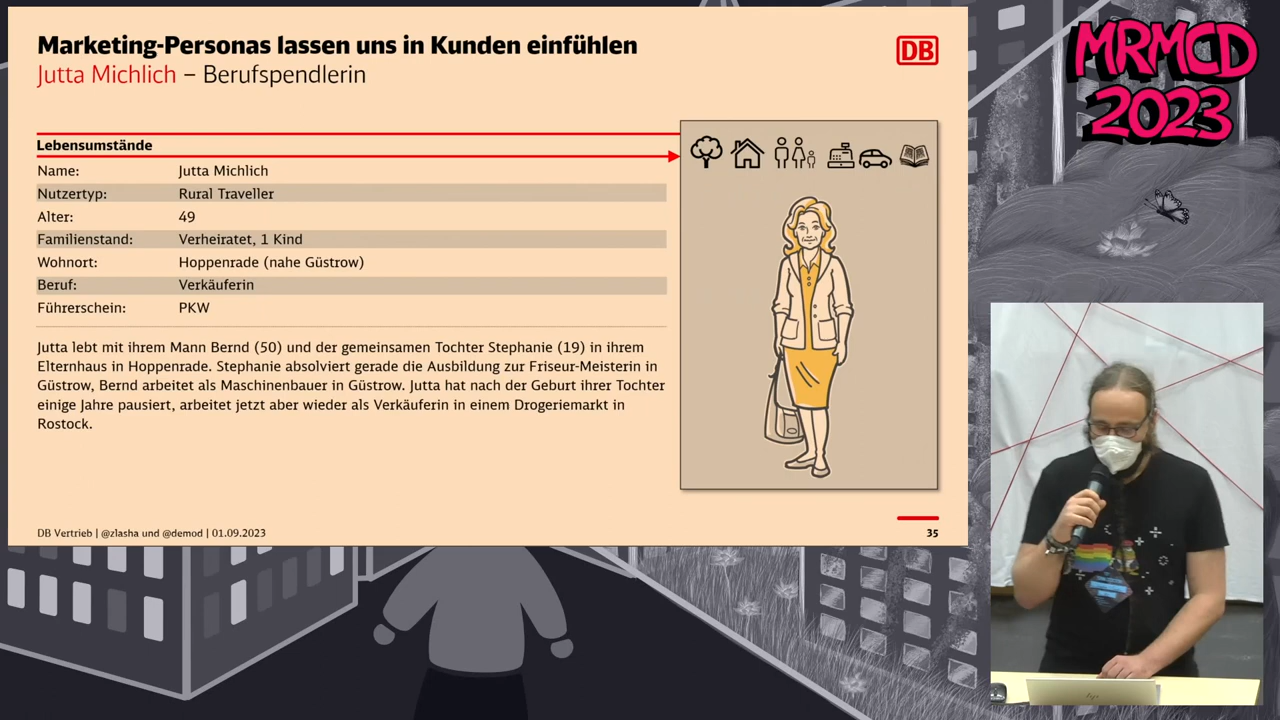 Marketing-Personas lassen uns in Kunden einfühlen
Jutta Michlich – Berufspendlerin
DB
MRMCD
2023
Lebensumstände
Name: Jutta Michlich
Nutzertyp: Rural Traveller
Alter: 49
Familienstand: Verheiratet, 1 Kind
Wohnort: Hoppenrade (nahe Güstrow)
Beruf: Verkäuferin
Führerschein: PKW
Jutta lebt mit ihrem Mann Bernd (50) und der gemeinsamen Tochter Stephanie (19) in ihrem
Elternhaus in Hoppenrade. Stephanie absolviert gerade die Ausbildung zur Friseur-Meisterin in
Güstrow, Bernd arbeitet als Maschinenbauer in Güstrow. Jutta hat nach der Geburt ihrer Tochter
einige Jahre pausiert, arbeitet jetzt aber wieder als Verkäuferin in einem Drogeriemarkt in
Rostock.
DB Vertrieb | @zlasha und @demod | 01.09.2023
35
hp